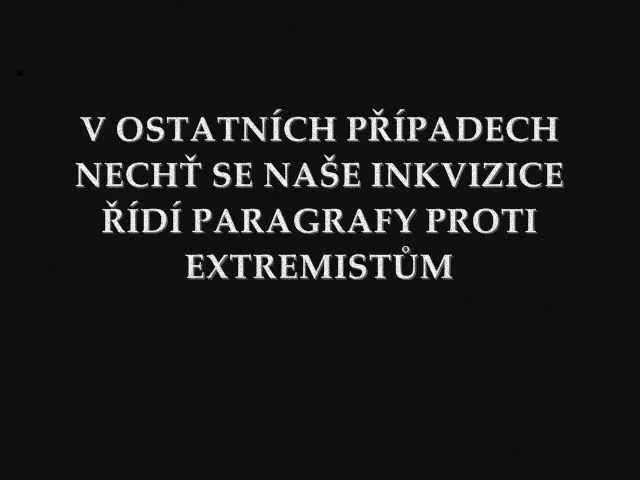 V OSTATNÍCH PŘÍPADECH
NECHŤ SE NAŠE INKVIZICE
ŘÍDÍ PARAGRAFY PROTI
EXTREMISTŮM